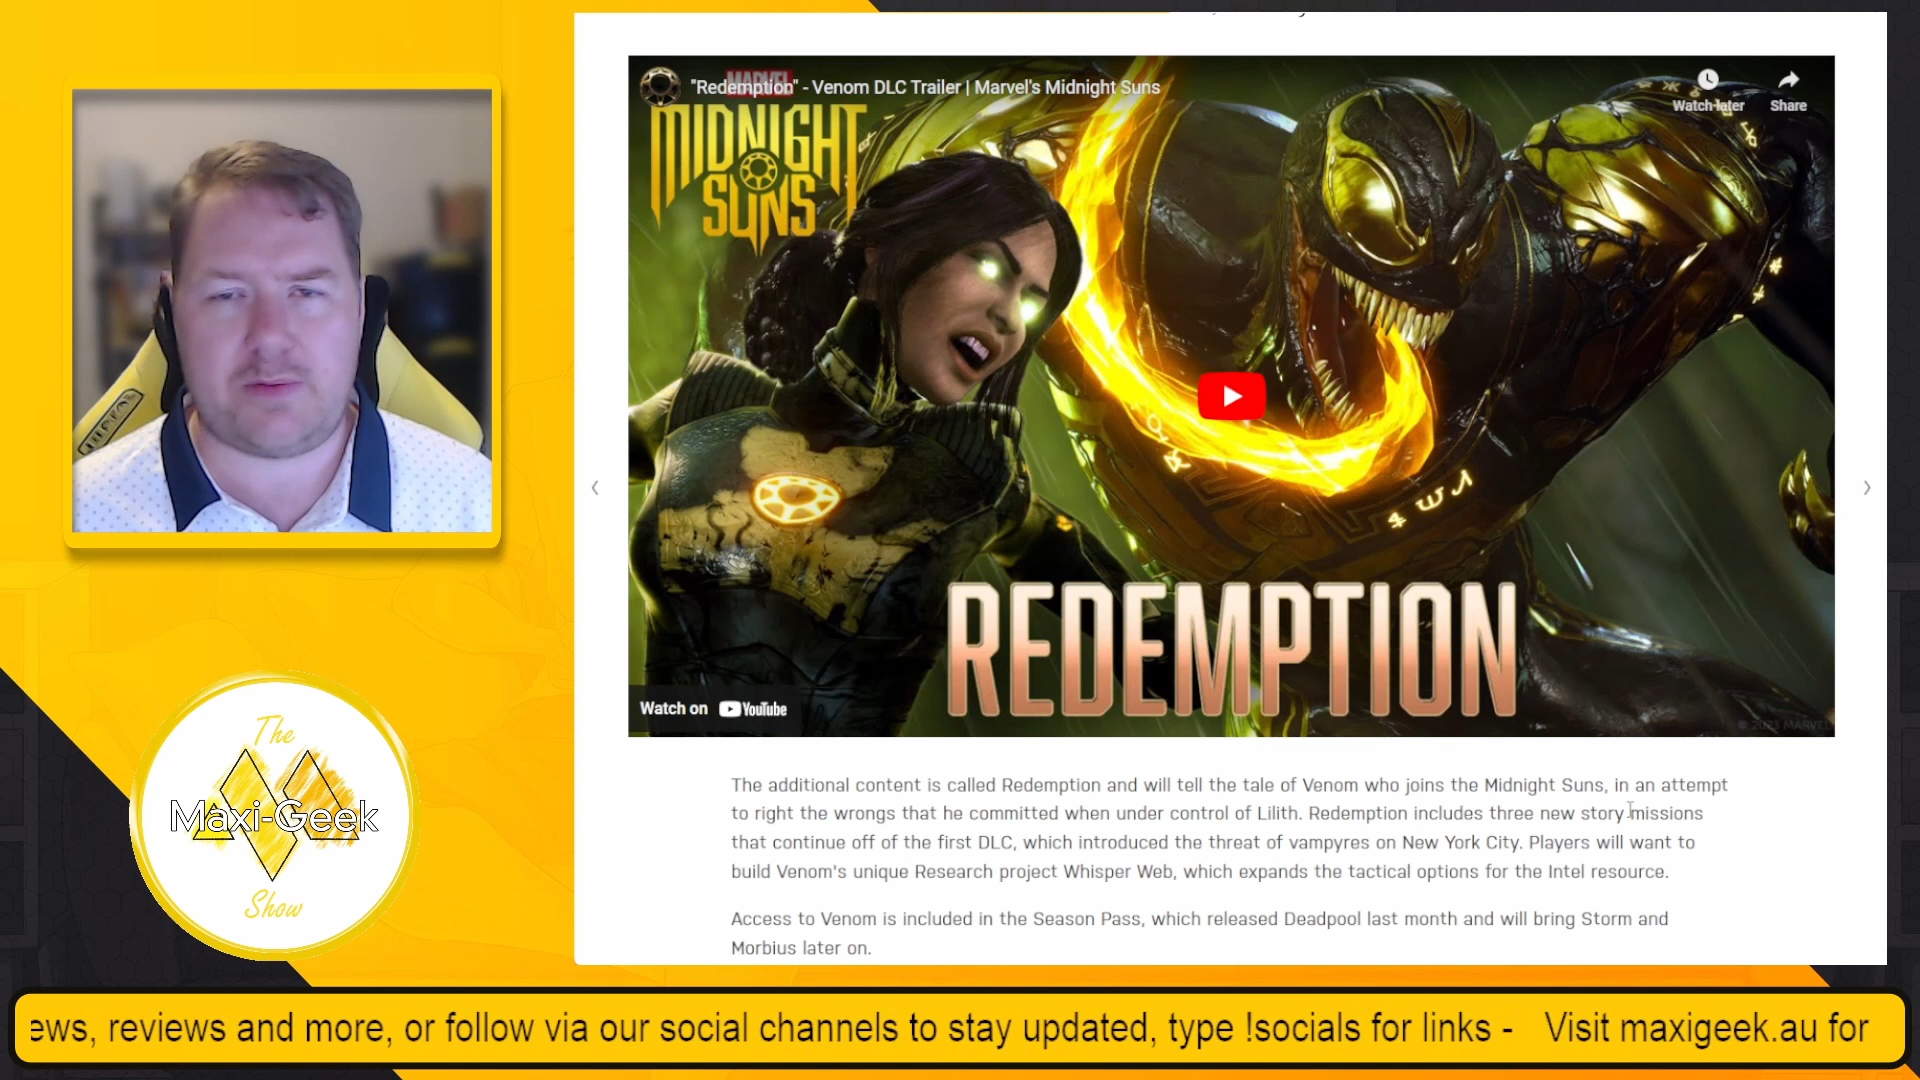 "Redemption" - Venom DLC Trailer | Marvel's Midnight Suns
Watch later
Share
MARVEL
MIDNIGHT
SUNS
REDEMPTION
Watch on YouTube
© 2023 MARVEL
The additional content is called Redemption and will tell the tale of Venom who joins the Midnight Suns, in an attempt
to right the wrongs that he committed when under control of Lilith. Redemption includes three new story missions
that continue off of the first DLC, which introduced the threat of vampyres on New York City. Players will want to
build Venom's unique Research project Whisper Web, which expands the tactical options for the Intel resource.
Access to Venom is included in the Season Pass, which released Deadpool last month and will bring Storm and
Morbius later on.
The
Maxi-Geek
Show
ews, reviews and more, or follow via our social channels to stay updated, type !socials for links - Visit maxigeek.au for